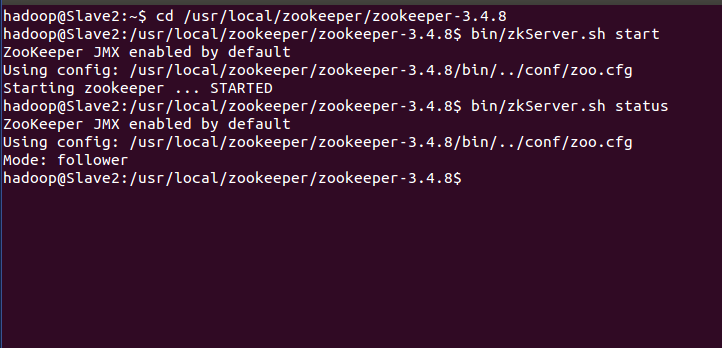 hadoop@Slave2:~$ cd /usr/local/zookeeper/zookeeper-3.4.8
hadoop@Slave2:/usr/local/zookeeper/zookeeper-3.4.8$ bin/zkServer.sh start
ZooKeeper JMX enabled by default
Using config: /usr/local/zookeeper/zookeeper-3.4.8/bin/../conf/zoo.cfg
Starting zookeeper ... STARTED
hadoop@Slave2:/usr/local/zookeeper/zookeeper-3.4.8$ bin/zkServer.sh status
ZooKeeper JMX enabled by default
Using config: /usr/local/zookeeper/zookeeper-3.4.8/bin/../conf/zoo.cfg
Mode: follower
hadoop@Slave2:/usr/local/zookeeper/zookeeper-3.4.8$